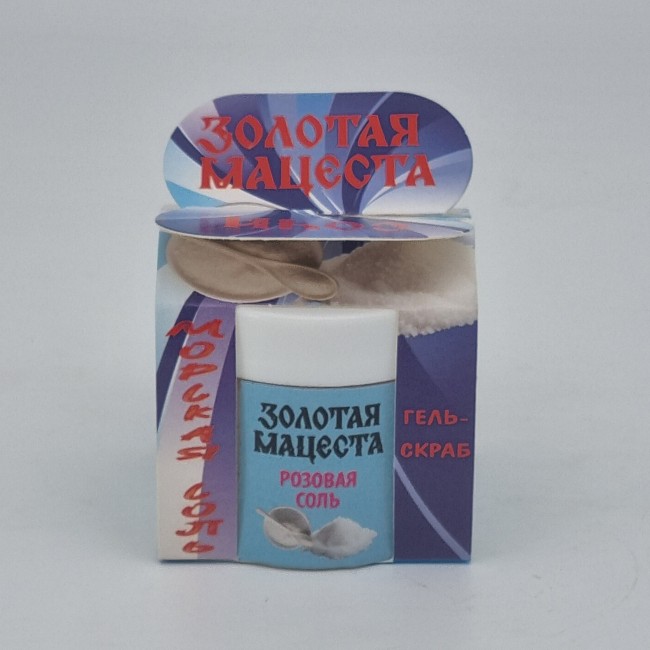 ЗОЛОТАЯ
МАЦЕСТА
Морская соль
ЗОЛОТАЯ
МАЦЕСТА
РОЗОВАЯ
СОЛЬ
ГЕЛЬ-
СКРАБ